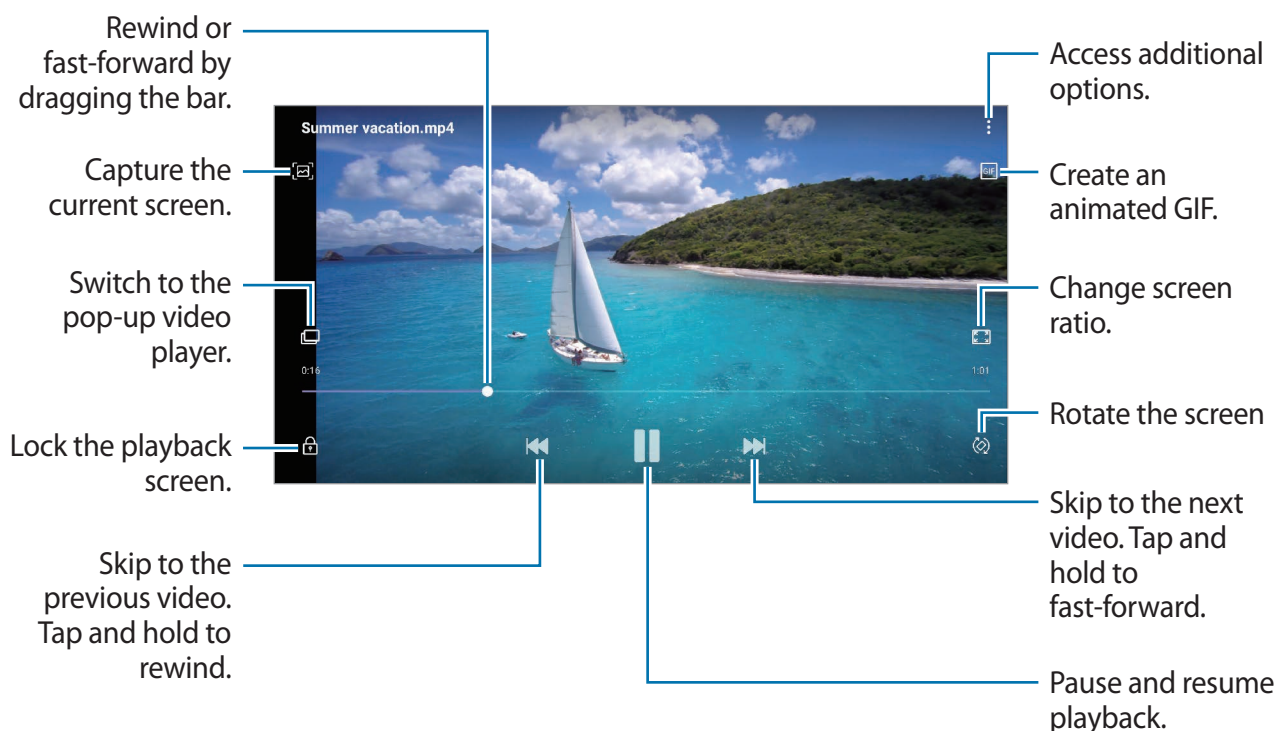 Rewind or
fast-forward by
dragging the bar.
Capture the
current screen.
Switch to the
pop-up video
player.
Lock the playback
screen.
Skip to the
previous video.
Tap and hold to
rewind.
Summer vacation.mp4
GIF
0:16
1:01
Access additional
options.
Create an
animated GIF.
Change screen
ratio.
Rotate the screen
Skip to the next
video. Tap and
hold to
fast-forward.
Pause and resume
playback.